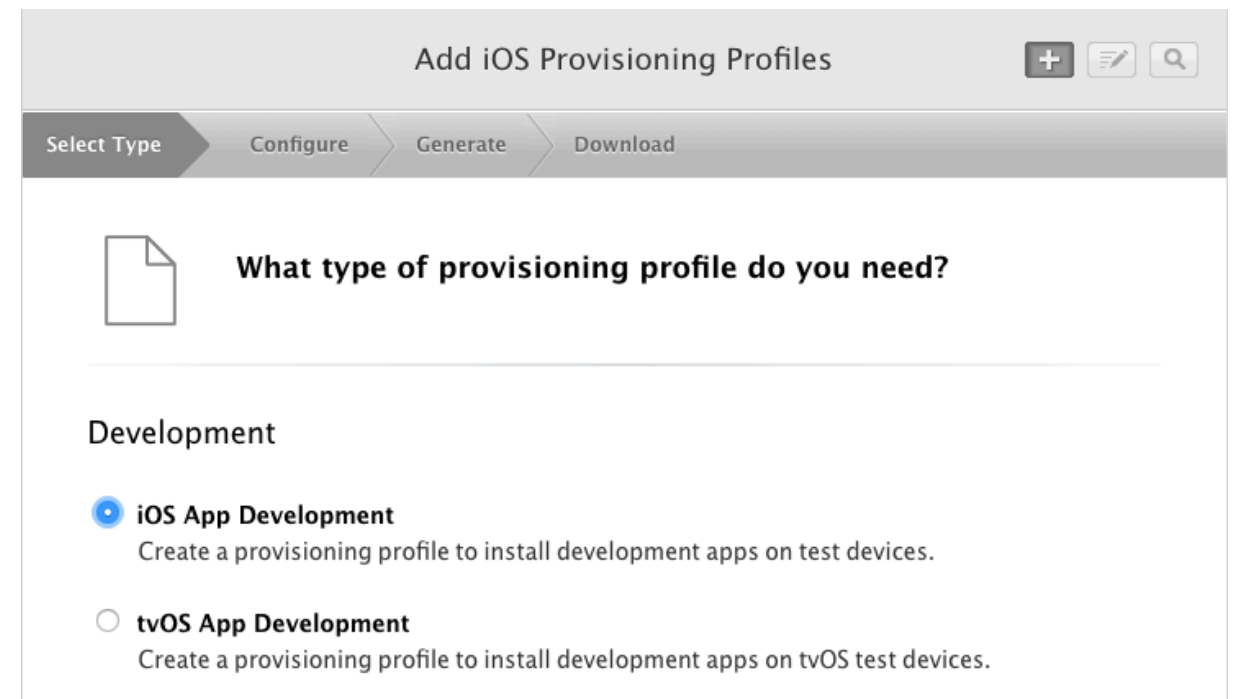 Add iOS Provisioning Profiles
Select Type
Configure
Generate
Download
What type of provisioning profile do you need?
Development
iOS App Development
Create a provisioning profile to install development apps on test devices.
tvOS App Development
Create a provisioning profile to install development apps on tvOS test devices.